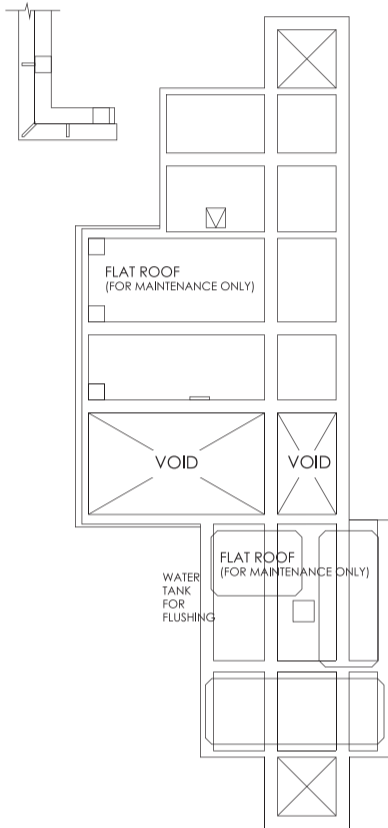 FLAT ROOF
(FOR MAINTENANCE ONLY)
VOID
VOID
FLAT ROOF
(FOR MAINTENANCE ONLY)
WATER
TANK
FOR
FLUSHING